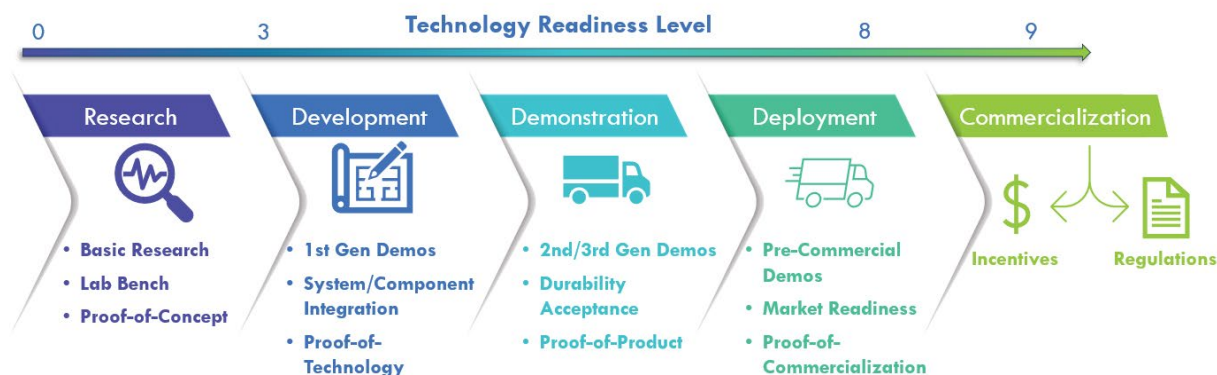 Technology Readiness Level
0 3 8 9
Research
• Basic Research
• Lab Bench
• Proof-of-Concept
Development
• 1st Gen Demos
• System/Component
Integration
• Proof-of-
Technology
Demonstration
• 2nd/3rd Gen Demos
• Durability
Acceptance
• Proof-of-Product
Deployment
• Pre-Commercial
Demos
• Market Readiness
• Proof-of-
Commercialization
Commercialization
$
Incentives
Regulations